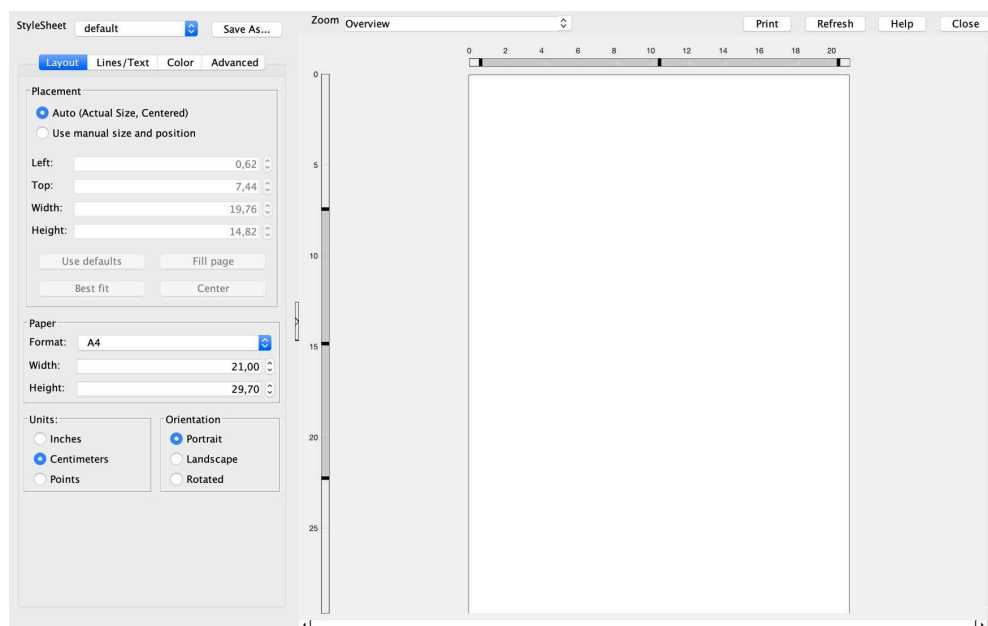 StyleSheet default Save As...
Zoom Overview Print Refresh Help Close
Layout Lines/Text Color Advanced
Placement
Auto (Actual Size, Centered)
Use manual size and position
Left: 0,62
Top: 7,44
Width: 19,76
Height: 14,82
Use defaults Fill page
Best fit Center
Paper
Format: A4
Width: 21,00
Height: 29,70
Units:
Inches
Centimeters
Points
Orientation
Portrait
Landscape
Rotated
0 2 4 6 8 10 12 14 16 18 20
0
5
10
15
20
25